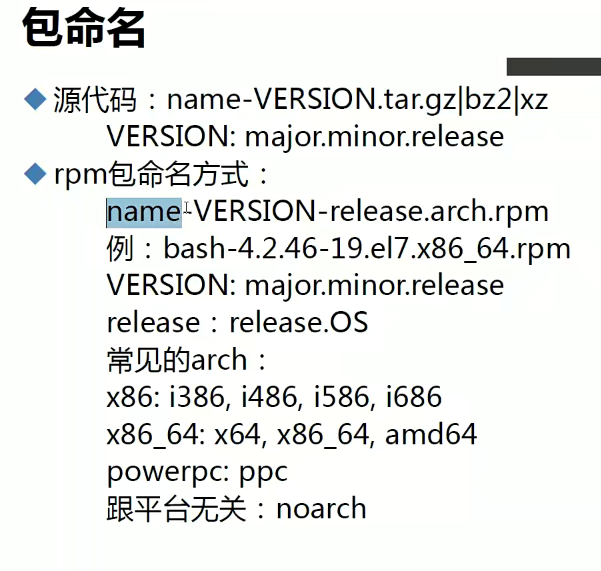 包命名
源代码：name-VERSION.tar.gz|bz2|xz
VERSION: major.minor.release
rpm包命名方式：
name-VERSION-release.arch.rpm
例：bash-4.2.46-19.el7.x86_64.rpm
VERSION: major.minor.release
release：release.OS
常见的arch：
x86: i386, i486, i586, i686
x86_64: x64, x86_64, amd64
powerpc: ppc
跟平台无关：noarch